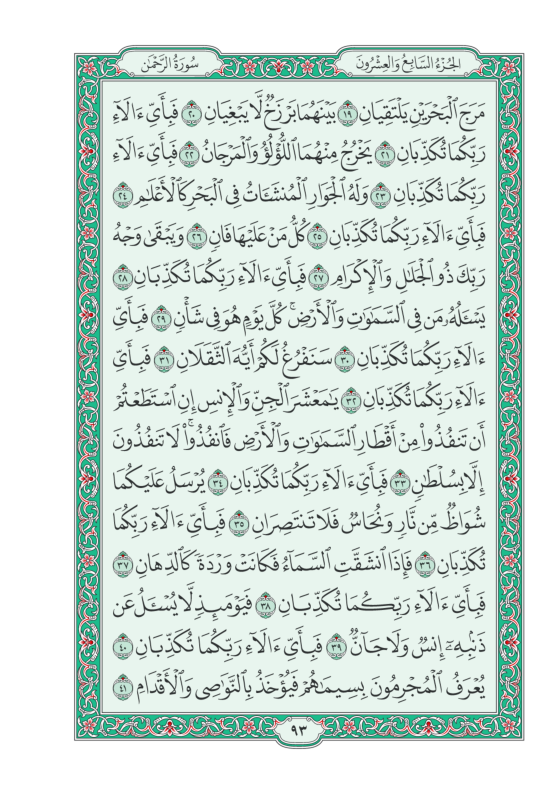 سُورَةُ الرَّحْمَٰن
الجُزْءُ السَّابِعُ وَالعِشْرُونَ
مَرَجَ ٱلْبَحْرَيْنِ يَلْتَقِيَانِ ١٩ بَيْنَهُمَا بَرْزَخٌ لَّا يَبْغِيَانِ ٢٠ فَبِأَيِّ ءَالَآءِ
رَبِّكُمَا تُكَذِّبَانِ ٢١ يَخْرُجُ مِنْهُمَا ٱللُّؤْلُؤُ وَٱلْمَرْجَانُ ٢٢ فَبِأَيِّ ءَالَآءِ
رَبِّكُمَا تُكَذِّبَانِ ٢٣ وَلَهُ ٱلْجَوَارِ ٱلْمُنشَـَٔاتُ فِى ٱلْبَحْرِ كَٱلْأَعْلَٰمِ ٢٤
فَبِأَيِّ ءَالَآءِ رَبِّكُمَا تُكَذِّبَانِ ٢٥ كُلُّ مَنْ عَلَيْهَا فَانٍ ٢٦ وَيَبْقَىٰ وَجْهُ
رَبِّكَ ذُو ٱلْجَلَٰلِ وَٱلْإِكْرَامِ ٢٧ فَبِأَيِّ ءَالَآءِ رَبِّكُمَا تُكَذِّبَانِ ٢٨
يَسْـَٔلُهُۥ مَن فِى ٱلسَّمَٰوَٰتِ وَٱلْأَرْضِ ۚ كُلَّ يَوْمٍ هُوَ فِى شَأْنٍ ٢٩ فَبِأَيِّ
ءَالَآءِ رَبِّكُمَا تُكَذِّبَانِ ٣٠ سَنَفْرُغُ لَكُمْ أَيُّهَ ٱلثَّقَلَانِ ٣١ فَبِأَيِّ
ءَالَآءِ رَبِّكُمَا تُكَذِّبَانِ ٣٢ يَٰمَعْشَرَ ٱلْجِنِّ وَٱلْإِنسِ إِنِ ٱسْتَطَعْتُمْ
أَن تَنفُذُوا۟ مِنْ أَقْطَارِ ٱلسَّمَٰوَٰتِ وَٱلْأَرْضِ فَٱنفُذُوا۟ ۚ لَا تَنفُذُونَ
إِلَّا بِسُلْطَٰنٍ ٣٣ فَبِأَيِّ ءَالَآءِ رَبِّكُمَا تُكَذِّبَانِ ٣٤ يُرْسَلُ عَلَيْكُمَا
شُوَاظٌ مِّن نَّارٍ وَنُحَاسٌ فَلَا تَنتَصِرَانِ ٣٥ فَبِأَيِّ ءَالَآءِ رَبِّكُمَا
تُكَذِّبَانِ ٣٦ فَإِذَا ٱنشَقَّتِ ٱلسَّمَآءُ فَكَانَتْ وَرْدَةً كَٱلدِّهَانِ ٣٧
فَبِأَيِّ ءَالَآءِ رَبِّكُمَا تُكَذِّبَانِ ٣٨ فَيَوْمَئِذٍ لَّا يُسْـَٔلُ عَن
ذَنۢبِهِۦٓ إِنسٌ وَلَا جَآنٌّ ٣٩ فَبِأَيِّ ءَالَآءِ رَبِّكُمَا تُكَذِّبَانِ ٤٠
يُعْرَفُ ٱلْمُجْرِمُونَ بِسِيمَٰهُمْ فَيُؤْخَذُ بِٱلنَّوَٰصِى وَٱلْأَقْدَامِ ٤١
٩٣